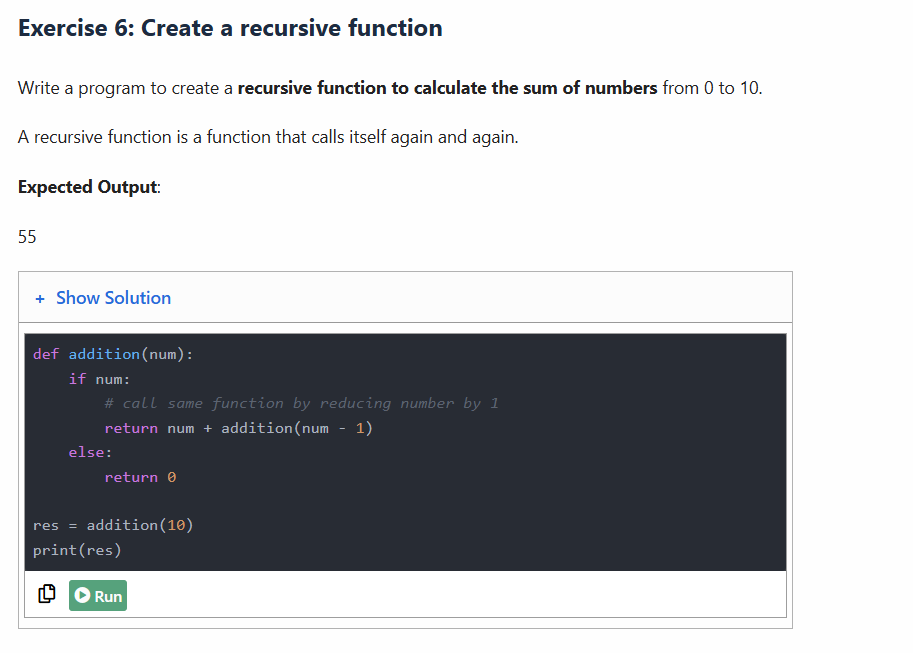 Exercise 6: Create a recursive function
Write a program to create a recursive function to calculate the sum of numbers from 0 to 10.
A recursive function is a function that calls itself again and again.
Expected Output:
55
+ Show Solution
def addition(num):
    if num:
        # call same function by reducing number by 1
        return num + addition(num - 1)
    else:
        return 0
res = addition(10)
print(res)
Run